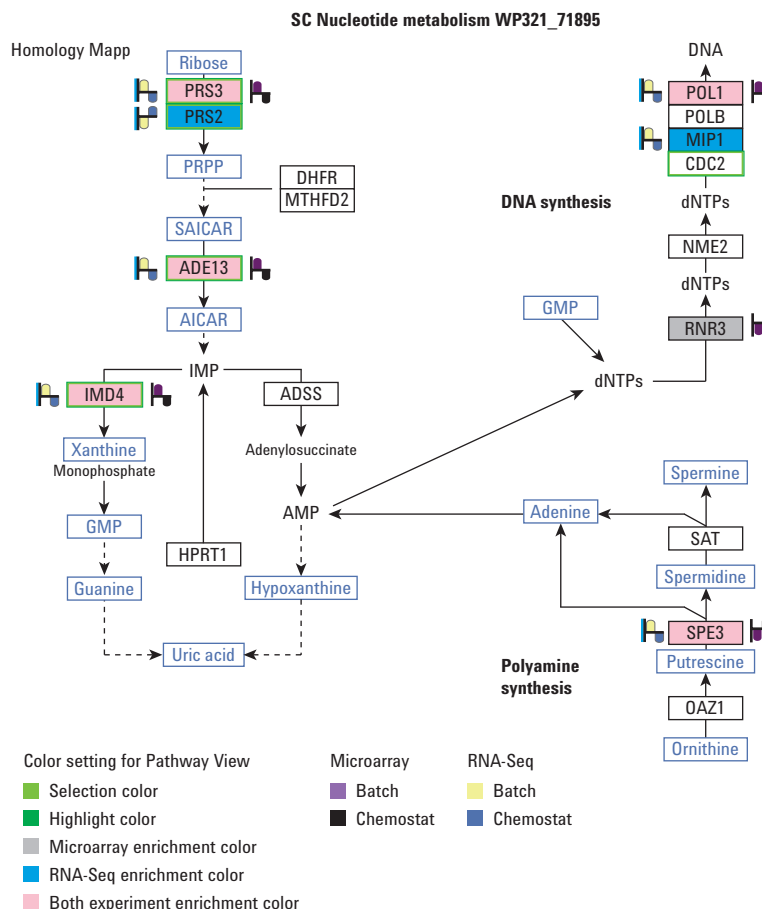 SC Nucleotide metabolism WP321_71895
Homology Mapp
Ribose
PRS3
PRS2
PRPP
DHFR
MTHFD2
SAICAR
ADE13
AICAR
IMP
IMD4
ADSS
Xanthine
Monophosphate
Adenylosuccinate
GMP
AMP
HPRT1
Guanine
Hypoxanthine
Uric acid
DNA
POL1
POLB
MIP1
CDC2
DNA synthesis
dNTPs
NME2
dNTPs
GMP
RNR3
dNTPs
Spermine
Adenine
SAT
Spermidine
SPE3
Polyamine
synthesis
Putrescine
OAZ1
Ornithine
Color setting for Pathway View
Selection color
Highlight color
Microarray enrichment color
RNA-Seq enrichment color
Both experiment enrichment color
Microarray
Batch
Chemostat
RNA-Seq
Batch
Chemostat